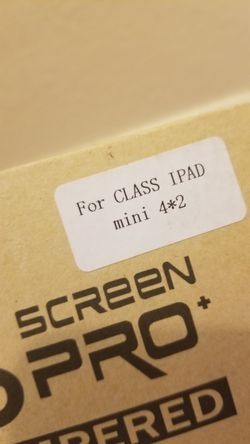 For CLASS IPAD
mini 4*2
SCREEN
PRO+
PERED